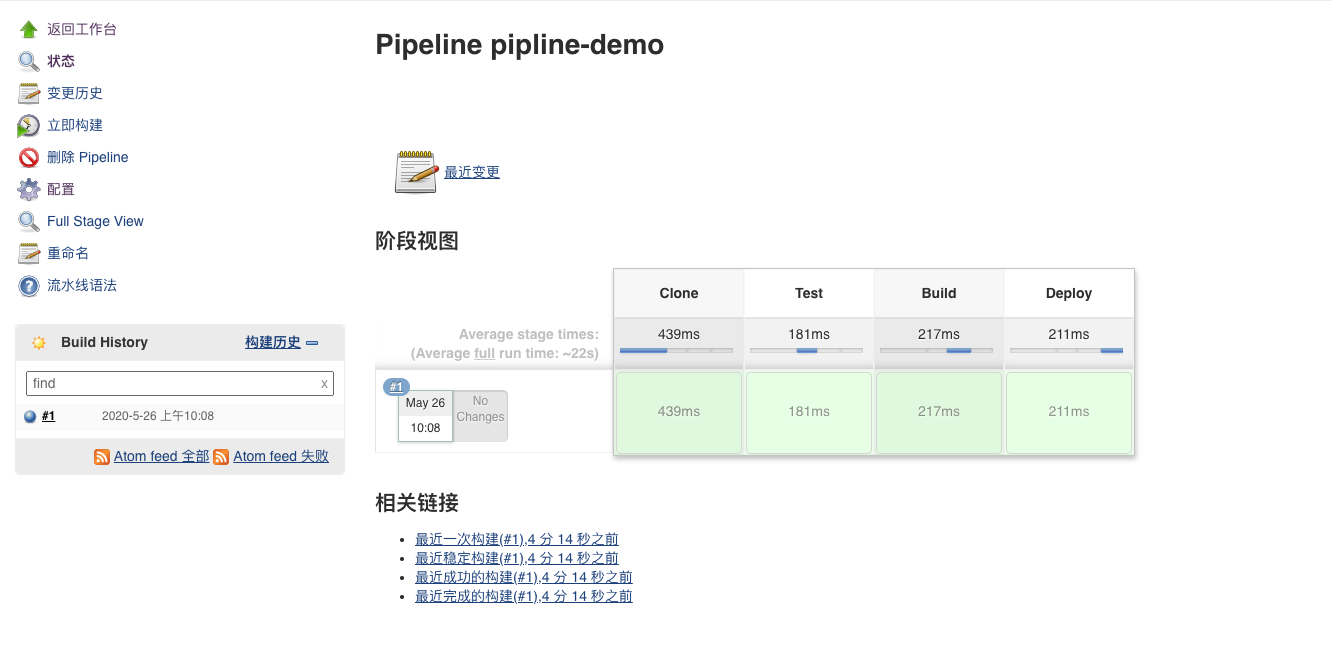 返回工作台
状态
变更历史
立即构建
删除 Pipeline
配置
Full Stage View
重命名
流水线语法
Build History 构建历史
find x
#1 2020-5-26 上午10:08
Atom feed 全部 Atom feed 失败
Pipeline pipline-demo
最近变更
阶段视图
Clone Test Build Deploy
Average stage times: 439ms 181ms 217ms 211ms
(Average full run time: ~22s)
#1
May 26 No
Changes
10:08
439ms 181ms 217ms 211ms
相关链接
最近一次构建(#1),4 分 14 秒之前
最近稳定构建(#1),4 分 14 秒之前
最近成功的构建(#1),4 分 14 秒之前
最近完成的构建(#1),4 分 14 秒之前